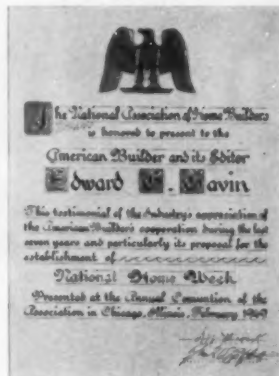 The National Association of Home Builders
is honored to present to the
American Builder and its Editor
Edward G. Gavin
This testimonial of the Industry's appreciation of
the American Builder's cooperation during the last
seven years and particularly its proposal for the
establishment of
National Home Week
Presented at the Annual Convention of the
Association in Chicago, Illinois, February, 1949